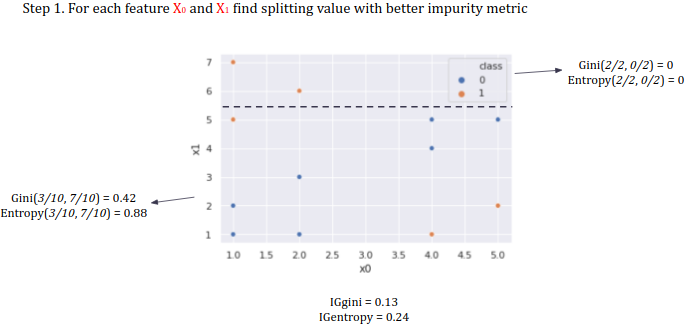 Step 1. For each feature X₀ and X₁ find splitting value with better impurity metric
Gini(2/2, 0/2) = 0
Entropy(2/2, 0/2) = 0
class
0
1
7
6
5
4
3
2
1
x1
Gini(3/10, 7/10) = 0.42
Entropy(3/10, 7/10) = 0.88
1.0 1.5 2.0 2.5 3.0 3.5 4.0 4.5 5.0
x0
IGgini = 0.13
IGentropy = 0.24